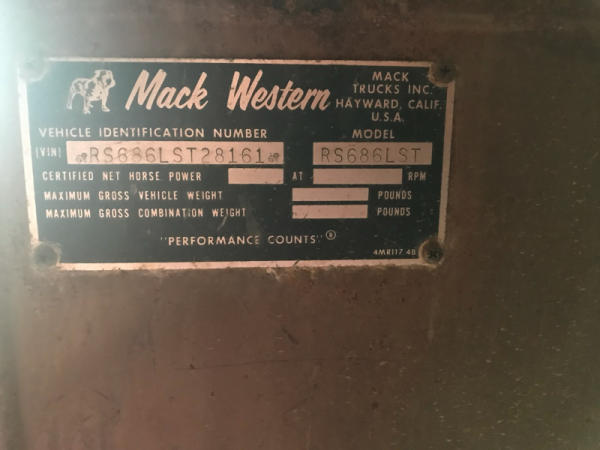 Mack Western
MACK
TRUCKS INC.
HAYWARD, CALIF.
U.S.A.
VEHICLE IDENTIFICATION NUMBER MODEL
(VIN) RS686LST28161 RS686LST
CERTIFIED NET HORSE POWER AT RPM
MAXIMUM GROSS VEHICLE WEIGHT POUNDS
MAXIMUM GROSS COMBINATION WEIGHT POUNDS
"PERFORMANCE COUNTS"®
4MR117 4B